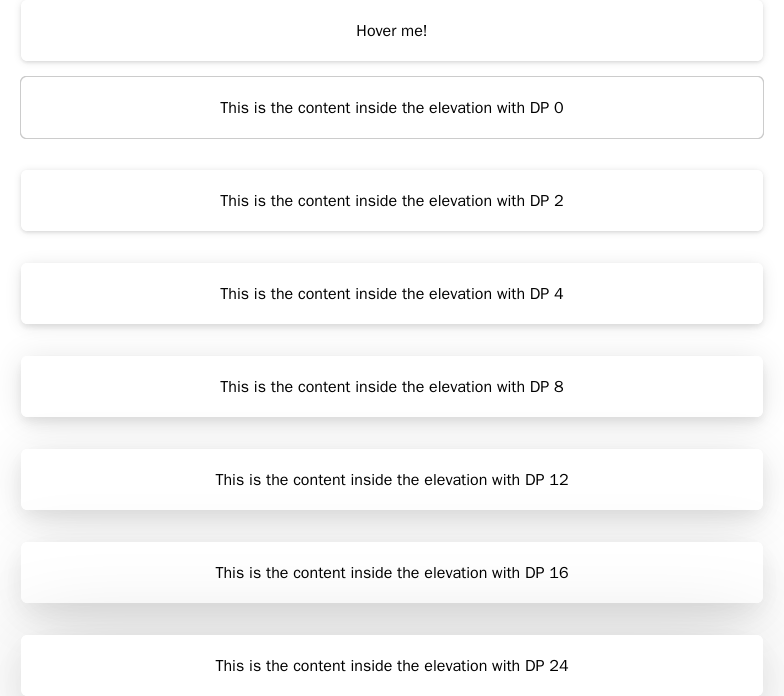 Hover me!
This is the content inside the elevation with DP 0
This is the content inside the elevation with DP 2
This is the content inside the elevation with DP 4
This is the content inside the elevation with DP 8
This is the content inside the elevation with DP 12
This is the content inside the elevation with DP 16
This is the content inside the elevation with DP 24